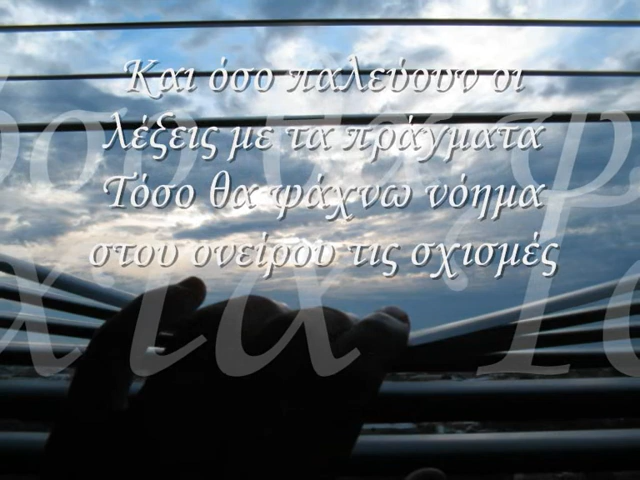 Και όσο παλεύουν οι
λέξεις με τα πράγματα
Τόσο θα ψάχνω νόημα
στου ονείρου τις σχισμές